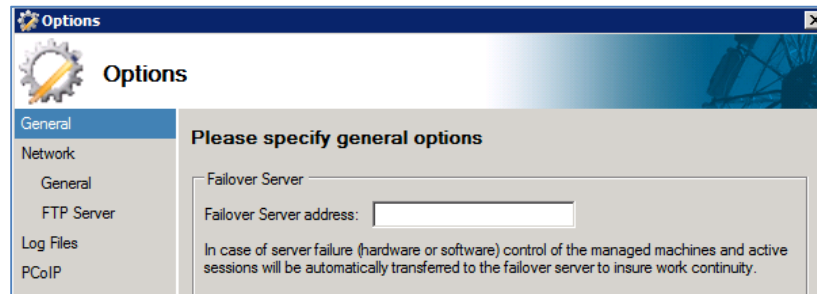 Options
Options
General
Network
General
FTP Server
Log Files
PCoIP
Please specify general options
Failover Server
Failover Server address:
In case of server failure (hardware or software) control of the managed machines and active
sessions will be automatically transferred to the failover server to insure work continuity.